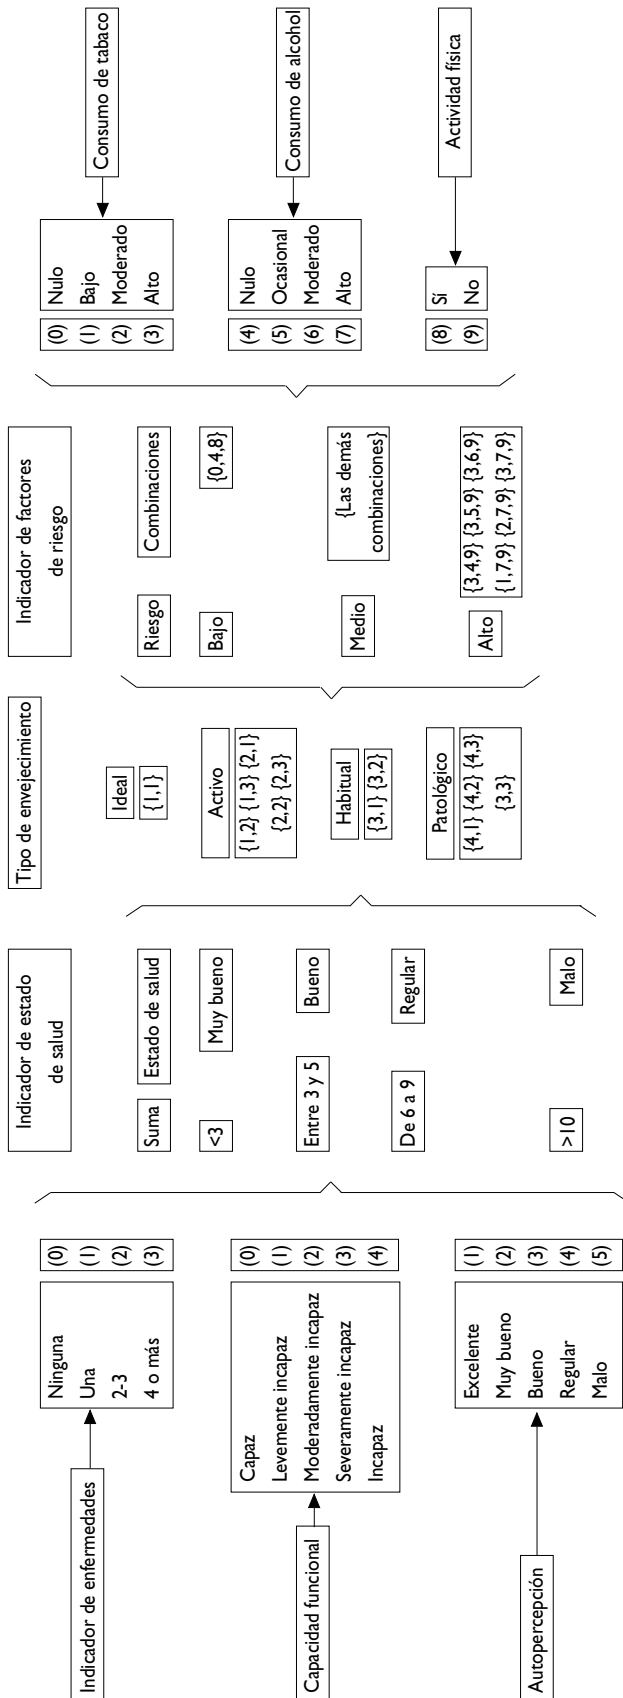 Indicador de enfermedades
Ninguna (0)
Una (1)
2-3 (2)
4 o más (3)
Capacidad funcional
Capaz (0)
Levemente incapaz (1)
Moderadamente incapaz (2)
Severamente incapaz (3)
Incapaz (4)
Autopercepción
Excelente (1)
Muy bueno (2)
Bueno (3)
Regular (4)
Malo (5)
Indicador de estado
de salud
Suma Estado de salud
<3 Muy bueno
Entre 3 y 5 Bueno
De 6 a 9 Regular
>10 Malo
Tipo de envejecimiento
Ideal
{1,1}
Activo
{1,2} {1,3} {2,1}
{2,2} {2,3}
Habitual
{3,1} {3,2}
Patológico
{4,1} {4,2} {4,3}
{3,3}
Indicador de factores
de riesgo
Riesgo Combinaciones
Bajo {0,4,8}
Medio
{Las demás
combinaciones}
Alto
{3,4,9} {3,5,9} {3,6,9}
{1,7,9} {2,7,9} {3,7,9}
(0) Nulo
(1) Bajo
(2) Moderado
(3) Alto
Consumo de tabaco
(4) Nulo
(5) Ocasional
(6) Moderado
(7) Alto
Consumo de alcohol
(8) Sí
(9) No
Actividad física